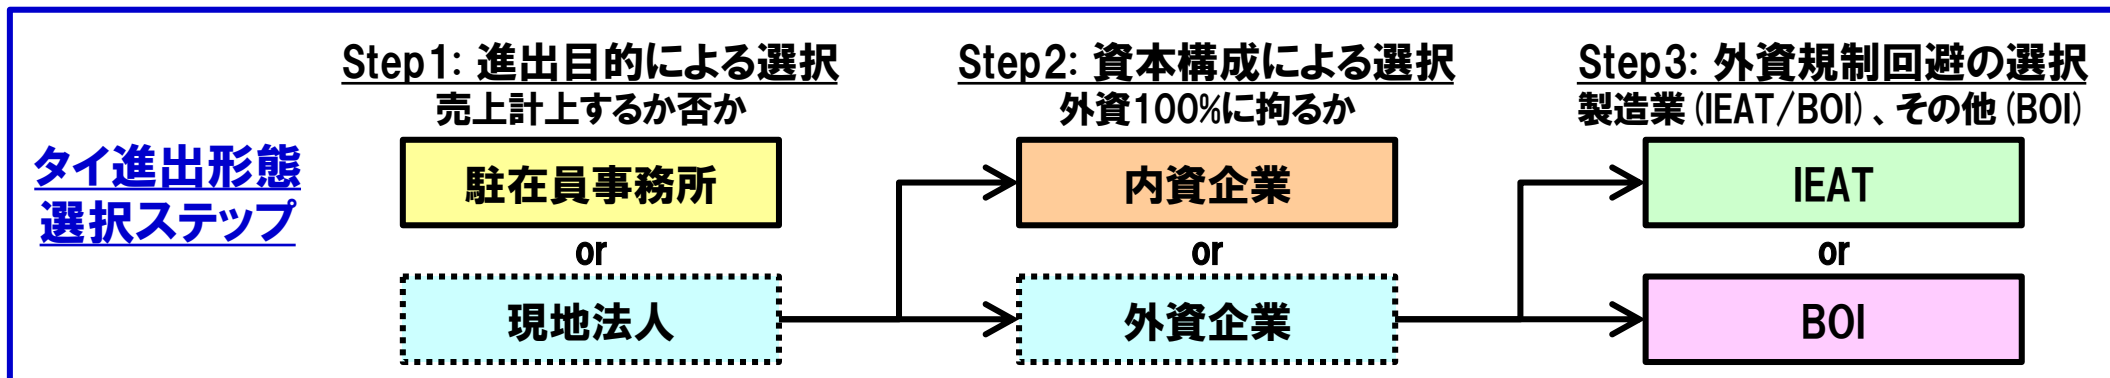 タイ進出形態
選択ステップ
Step1: 進出目的による選択
売上計上するか否か
駐在員事務所
or
現地法人
Step2: 資本構成による選択
外資100%に拘るか
内資企業
or
外資企業
Step3: 外資規制回避の選択
製造業(IEAT/BOI)、その他(BOI)
IEAT
or
BOI